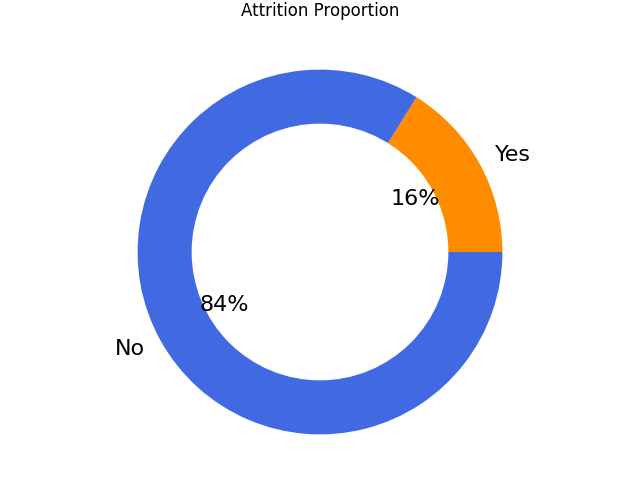 Attrition Proportion
Yes
16%
84%
No